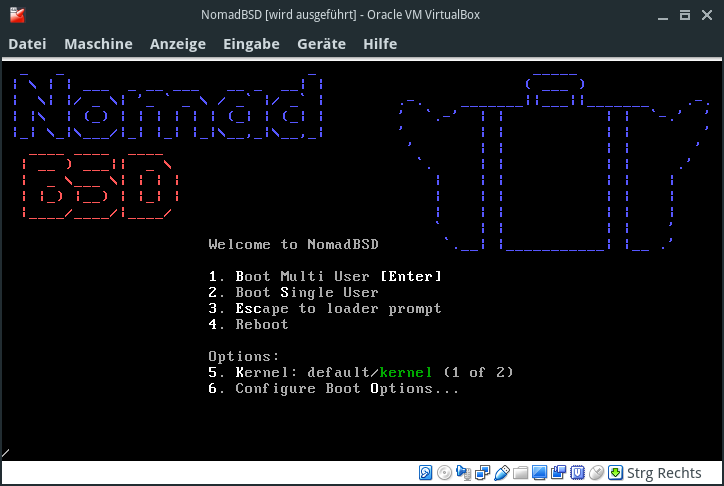 NomadBSD [wird ausgeführt] - Oracle VM VirtualBox
Datei Maschine Anzeige Eingabe Geräte Hilfe
Nomad
BSD
Welcome to NomadBSD
1. Boot Multi User [Enter]
2. Boot Single User
3. Escape to loader prompt
4. Reboot
Options:
5. Kernel: default/kernel (1 of 2)
6. Configure Boot Options...
/
Strg Rechts